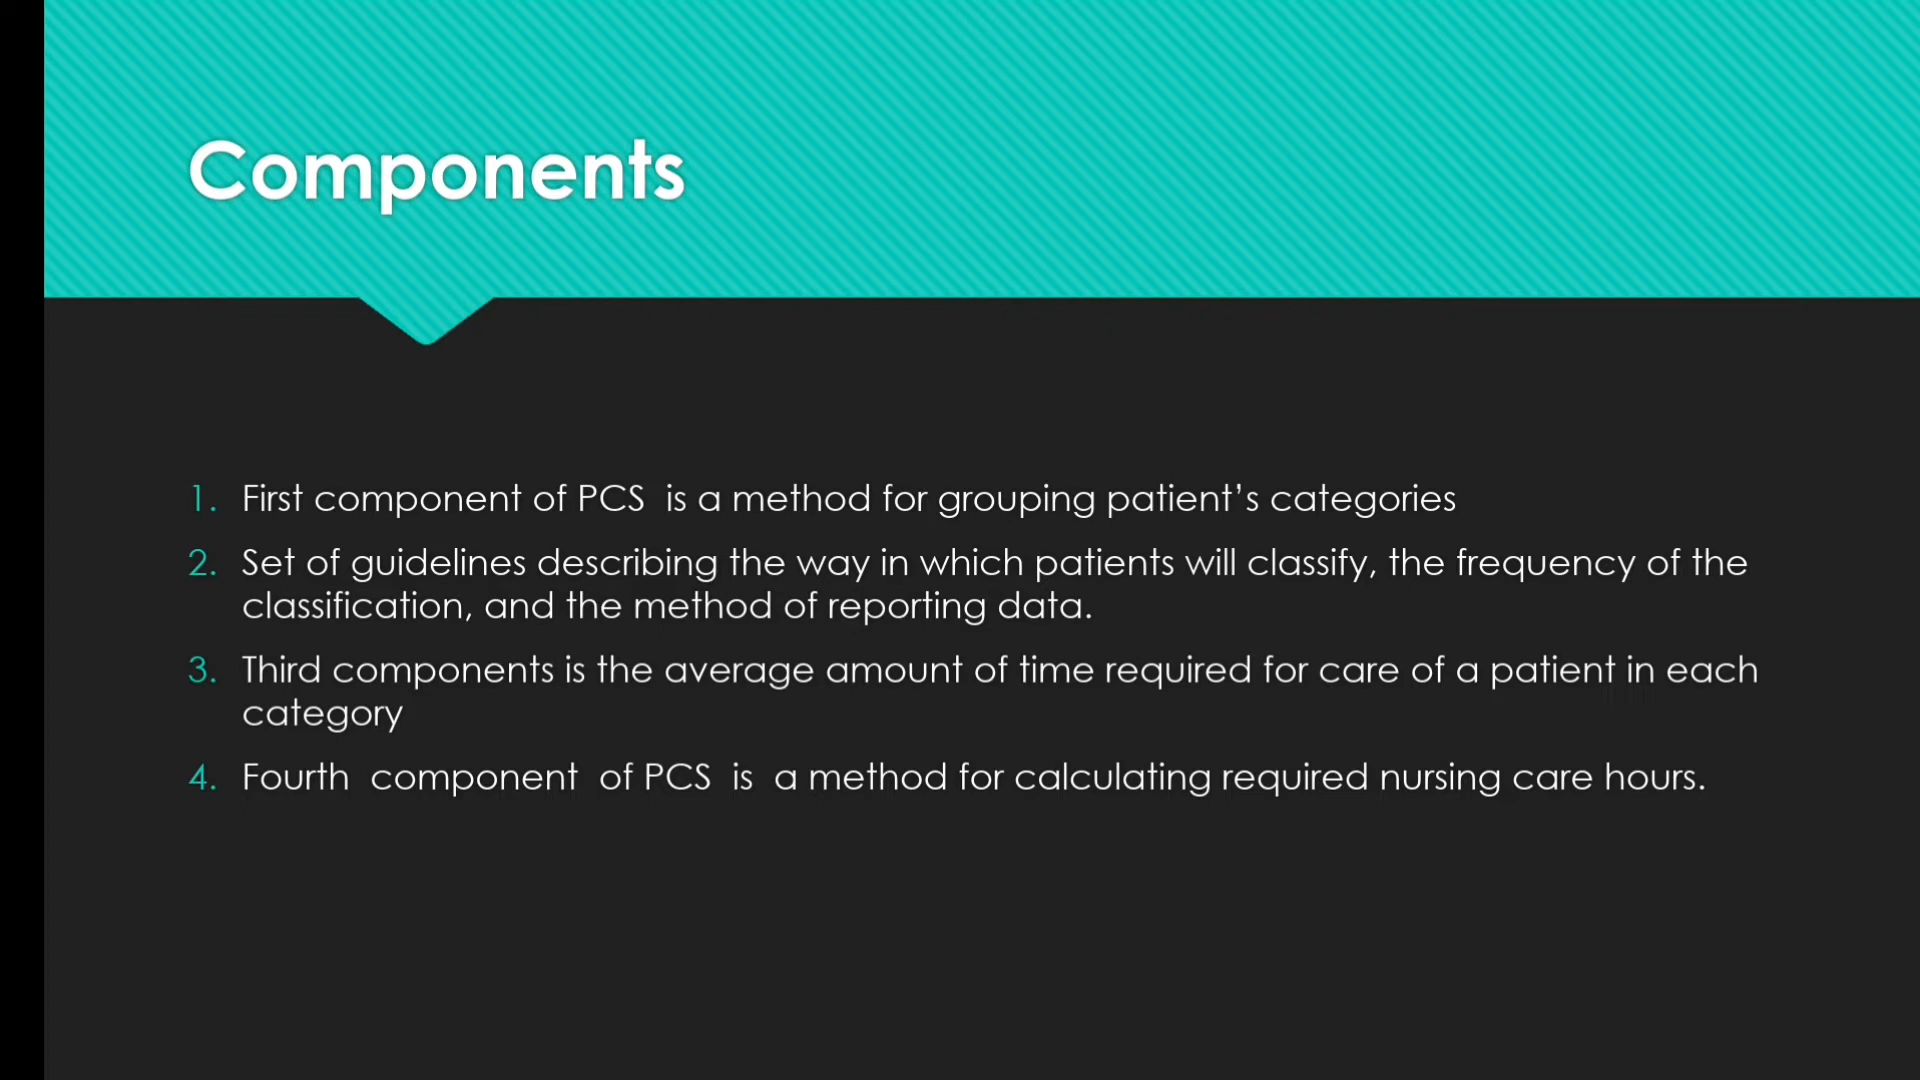 Components
1. First component of PCS is a method for grouping patient’s categories
2. Set of guidelines describing the way in which patients will classify, the frequency of the
classification, and the method of reporting data.
3. Third components is the average amount of time required for care of a patient in each
category
4. Fourth component of PCS is a method for calculating required nursing care hours.